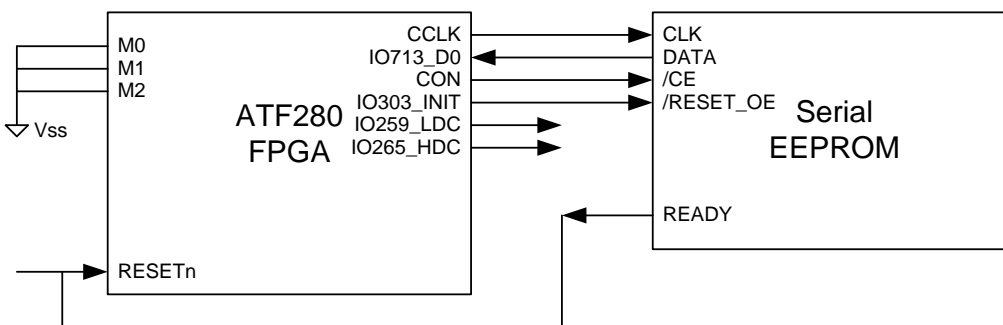 M0
M1
M2
Vss
RESETn
ATF280
FPGA
CCLK
IO713_D0
CON
IO303_INIT
IO259_LDC
IO265_HDC
CLK
DATA
/CE
/RESET_OE
Serial
EEPROM
READY